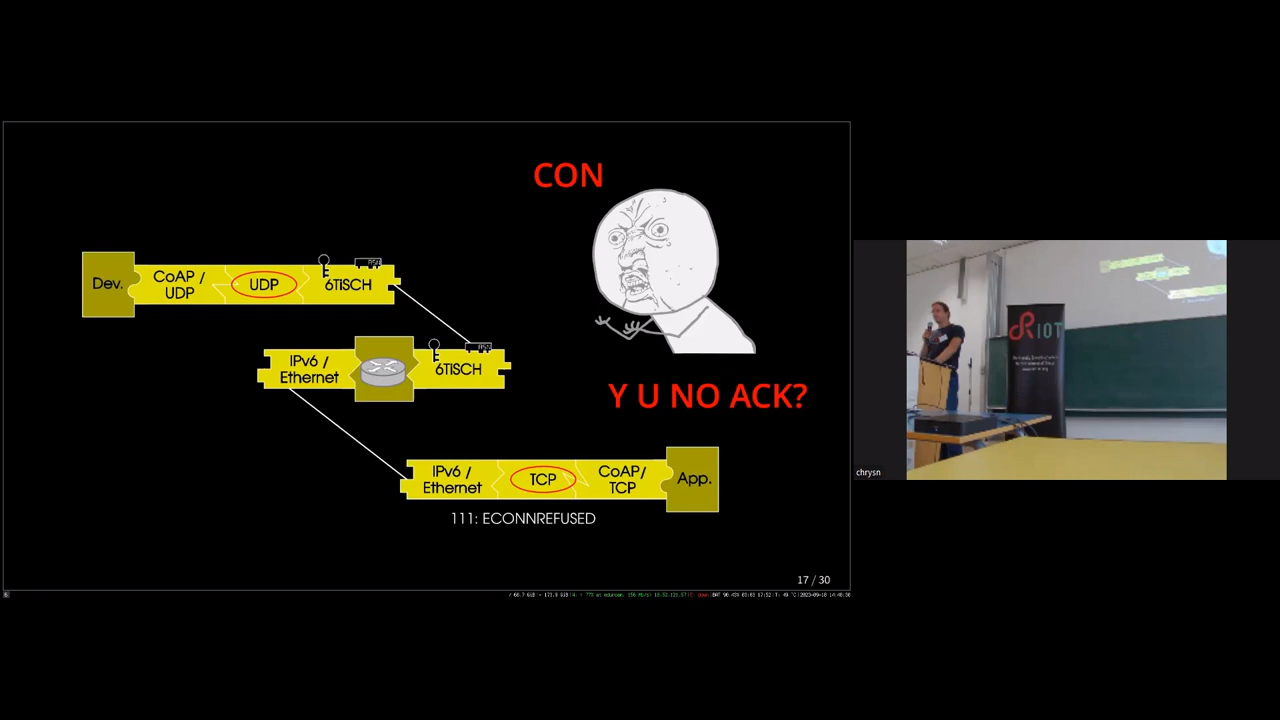 CON
Dev.
CoAP /
UDP
UDP
6TiSCH
IPv6 /
Ethernet
6TiSCH
Y U NO ACK?
IPv6 /
Ethernet
TCP
CoAP/
TCP
App.
111: ECONNREFUSED
17 / 30
RIOT
chrysn